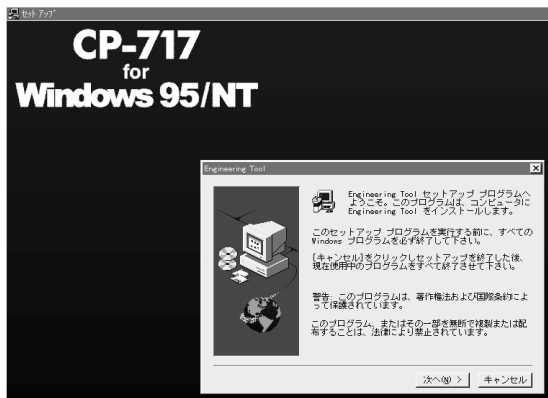 セットアップ
CP-717
for
Windows 95/NT
Engineering Tool
Engineering Tool セットアップ プログラムへ
ようこそ。このプログラムは、コンピュータに
Engineering Tool をインストールします。
このセットアップ プログラムを実行する前に、すべての
Windows プログラムを必ず終了して下さい。
[キャンセル]をクリックしセットアップを終了した後、
現在使用中のプログラムをすべて終了させて下さい。
警告: このプログラムは、著作権法および国際条約によ
って保護されています。
このプログラム、またはその一部を無断で複製または配
布することは、法律により禁止されています。
次へ(N) >
キャンセル